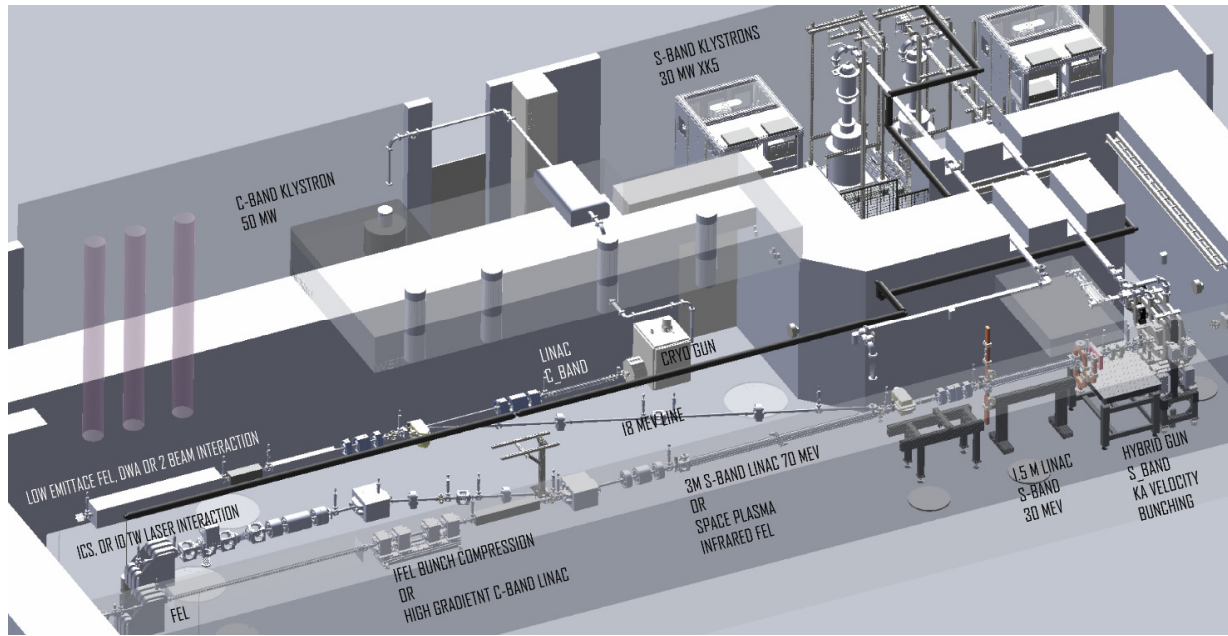 S-BAND KLYSTRONS
30 MW XK5
C-BAND KLYSTRON
50 MW
LINAC
C_BAND
CRYO GUN
18 MEV LINE
LOW EMITTACE FEL, DWA OR 2 BEAM INTERACTION
ICS, OR 10 TW LASER INTERACTION
3M S-BAND LINAC 70 MEV
OR
SPACE PLASMA
INFRARED FEL
1.5 M LINAC
S-BAND
30 MEV
HYBRID GUN
S_BAND
KA VELOCITY
BUNCHING
IFEL BUNCH COMPRESSION
OR
HIGH GRADIETNT C-BAND LINAC
FEL